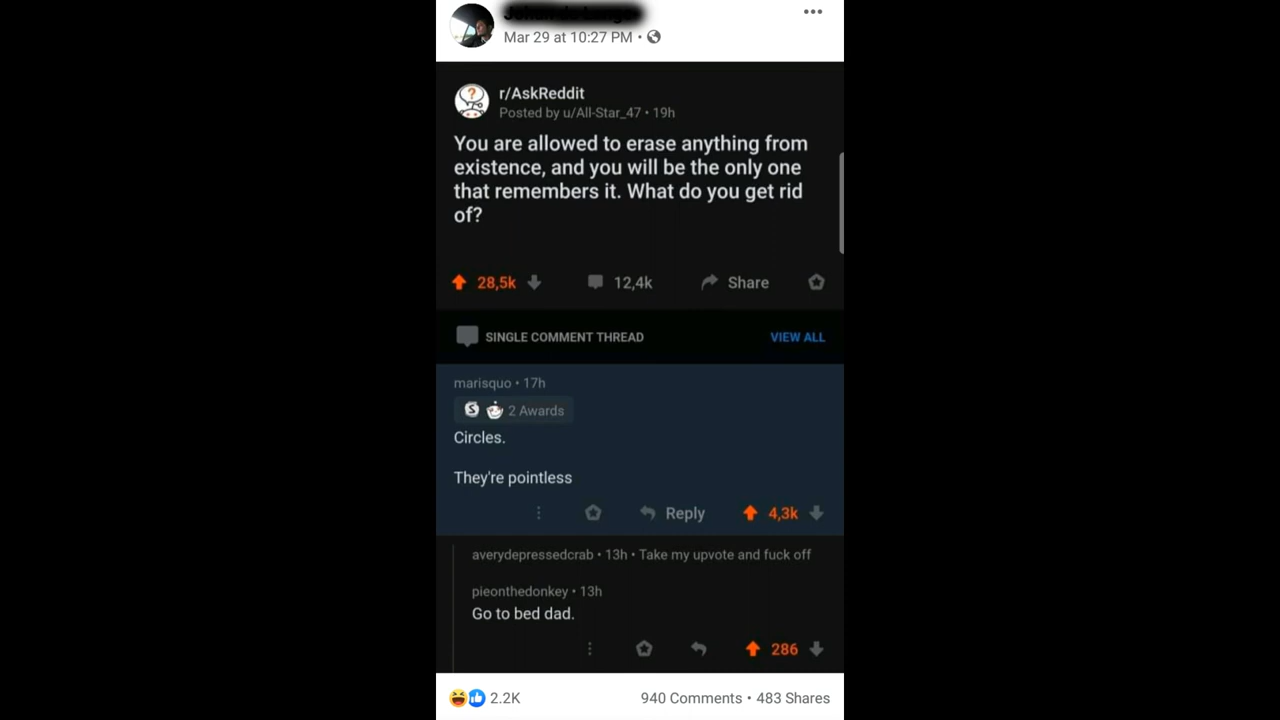 Mar 29 at 10:27 PM •
r/AskReddit
Posted by u/All-Star_47 • 19h
You are allowed to erase anything from
existence, and you will be the only one
that remembers it. What do you get rid
of?
28,5k 12,4k Share
SINGLE COMMENT THREAD VIEW ALL
marisquo • 17h
S 2 Awards
Circles.
They're pointless
Reply 4,3k
averydepressedcrab • 13h • Take my upvote and fuck off
pieonthedonkey • 13h
Go to bed dad.
286
2.2K 940 Comments • 483 Shares